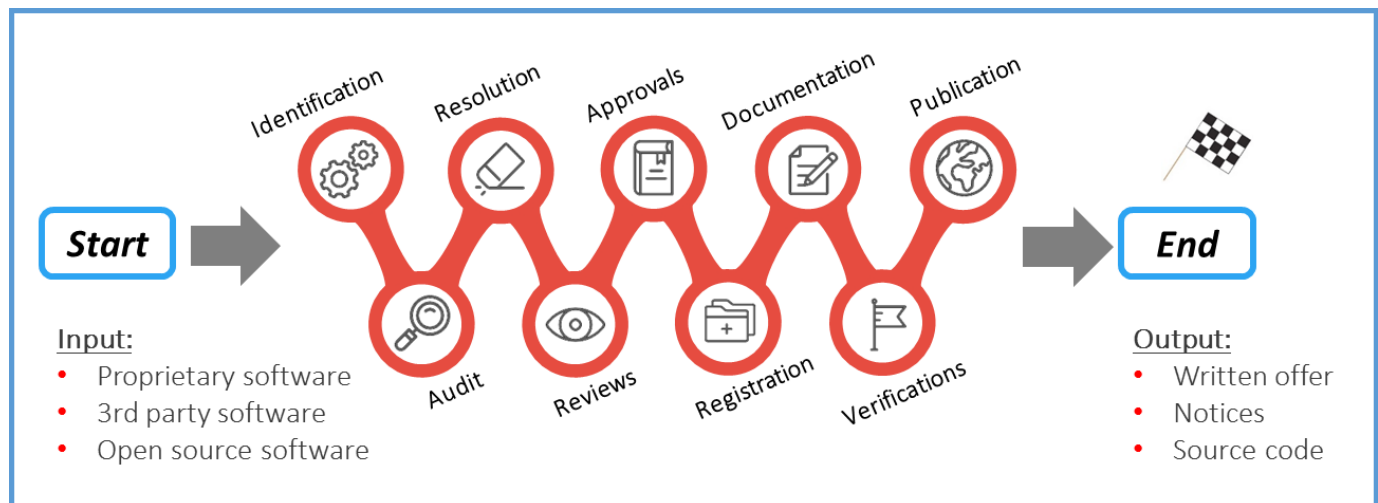 Start
Input:
• Proprietary software
• 3rd party software
• Open source software
Identification
Audit
Resolution
Reviews
Approvals
Registration
Documentation
Verifications
Publication
End
Output:
• Written offer
• Notices
• Source code